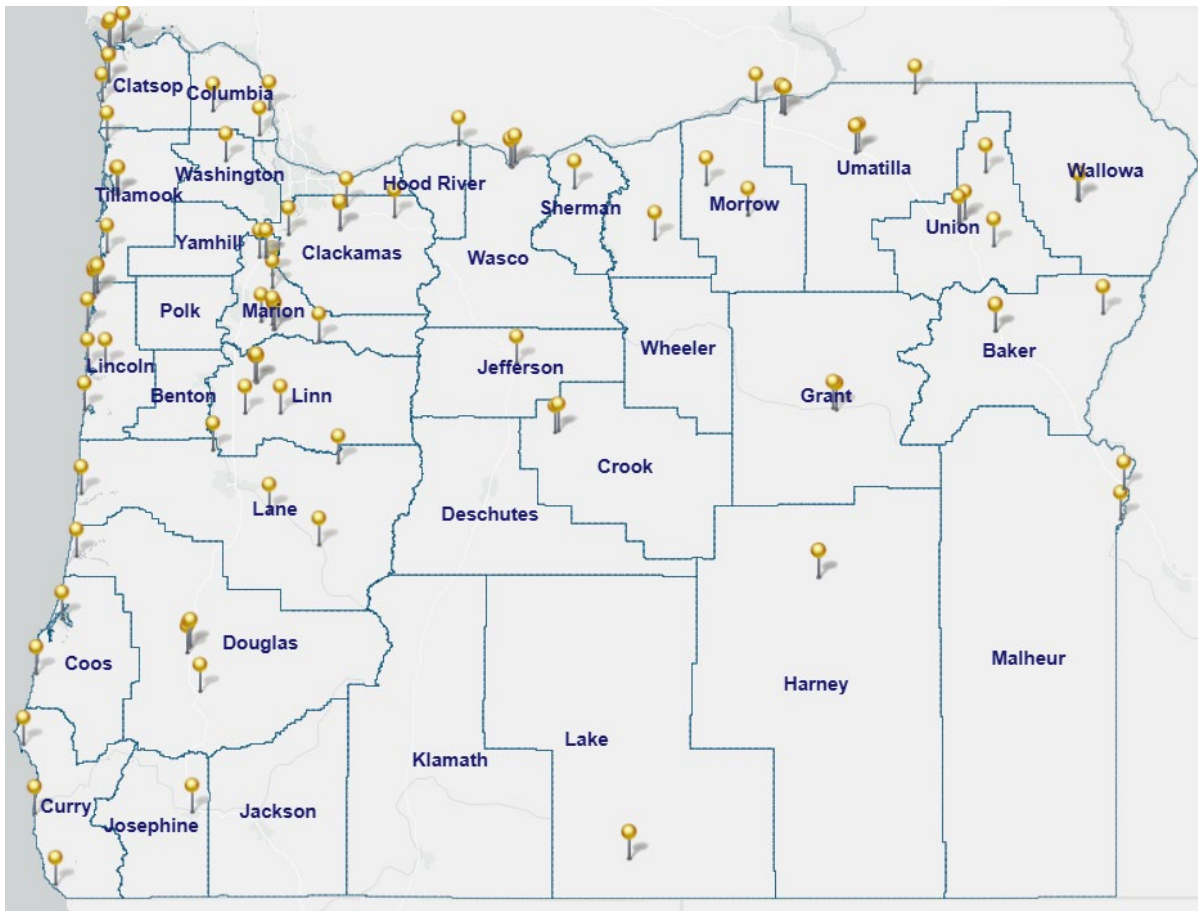 Clatsop
Columbia
Washington
Tillamook
Hood River
Sherman
Morrow
Umatilla
Wallowa
Union
Yamhill
Clackamas
Wasco
Polk
Marion
Wheeler
Baker
Lincoln
Benton
Linn
Jefferson
Grant
Crook
Lane
Deschutes
Douglas
Coos
Malheur
Harney
Klamath
Lake
Curry
Josephine
Jackson